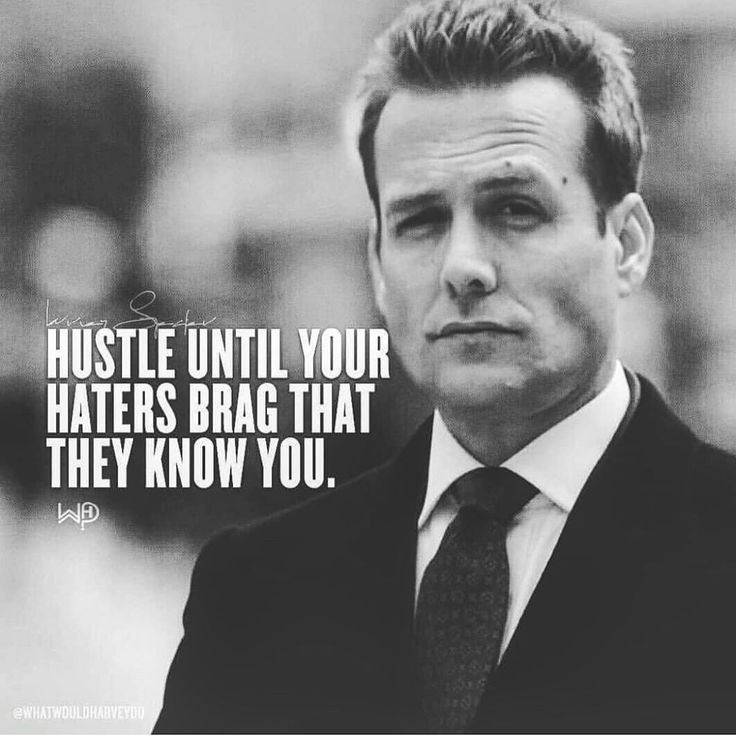 HUSTLE UNTIL YOUR
HATERS BRAG THAT
THEY KNOW YOU.
@WHATWOULDHARVEYDO